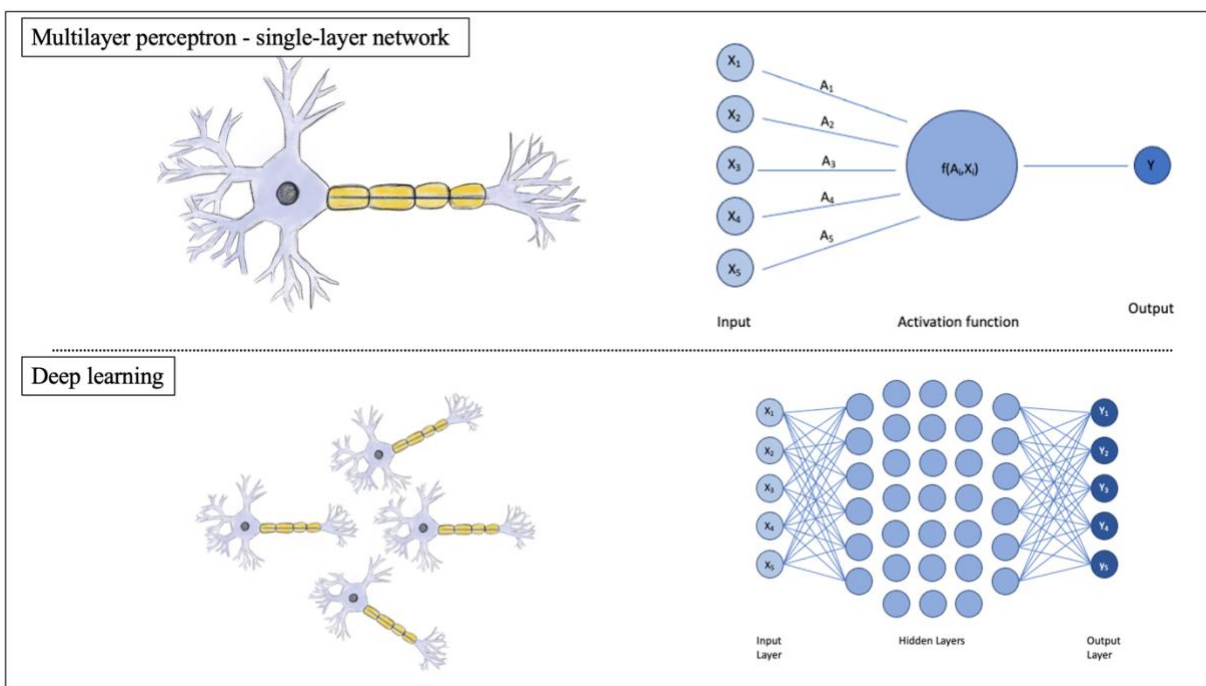 Multilayer perceptron - single-layer network
X1
A1
X2
A2
X3
A3
f(Ai,Xi)
Y
X4
A4
X5
A5
Input
Activation function
Output
Deep learning
X1
X2
X3
X4
X5
Y1
Y2
Y3
Y4
y5
Input
Layer
Hidden Layers
Output
Layer